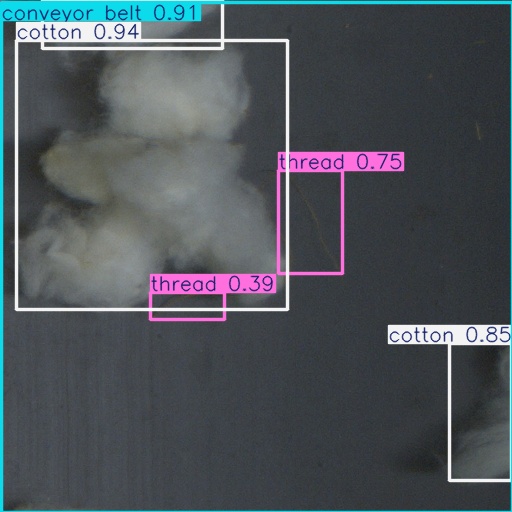 conveyor belt 0.91
cotton 0.94
thread 0.75
thread 0.39
cotton 0.85